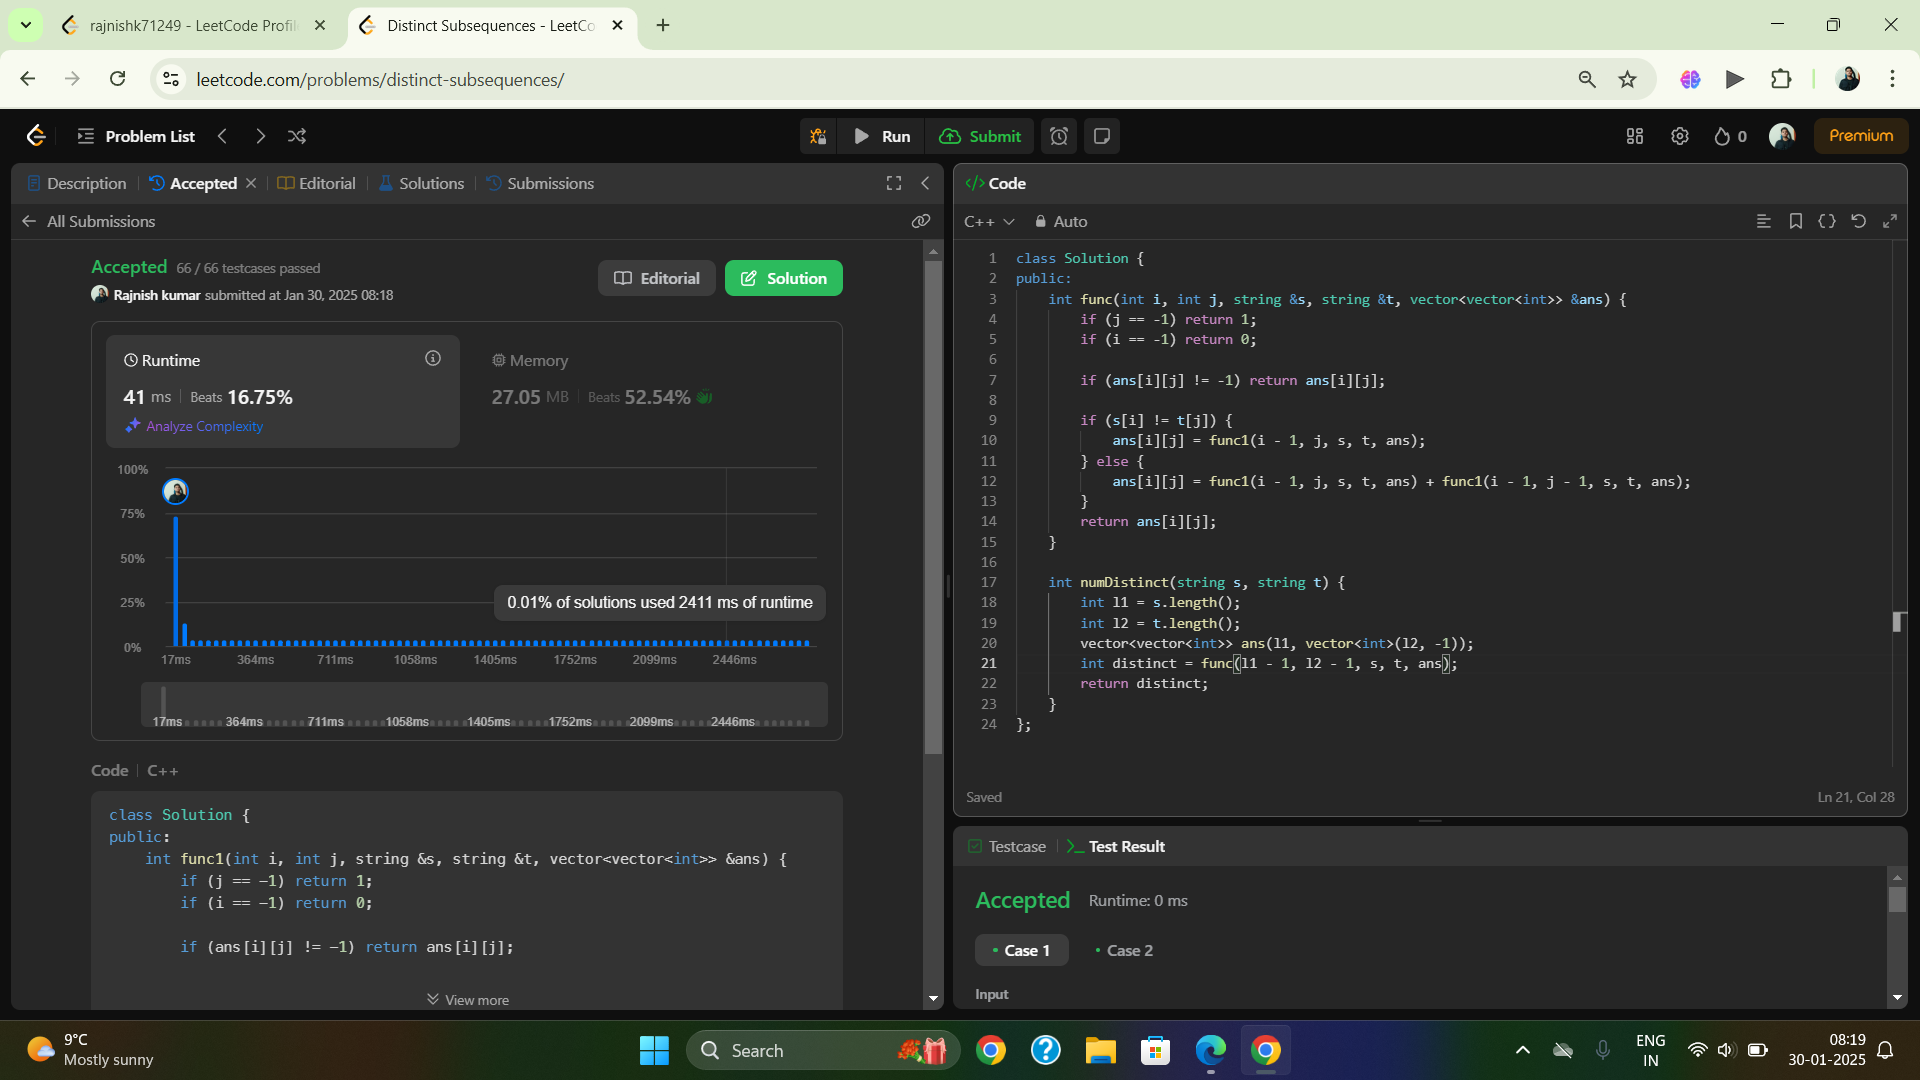 rajnishk71249 - LeetCode Profil
Distinct Subsequences - LeetCo
leetcode.com/problems/distinct-subsequences/
Problem List
Run
Submit
0
Premium
Description
Accepted
Editorial
Solutions
Submissions
All Submissions
Accepted 66 / 66 testcases passed
Rajnish kumar submitted at Jan 30, 2025 08:18
Editorial
Solution
Runtime
41 ms Beats 16.75%
Analyze Complexity
Memory
27.05 MB Beats 52.54%
100%
75%
50%
25%
0%
0.01% of solutions used 2411 ms of runtime
17ms 364ms 711ms 1058ms 1405ms 1752ms 2099ms 2446ms
17ms 364ms 711ms 1058ms 1405ms 1752ms 2099ms 2446ms
Code C++
class Solution {
public:
    int func1(int i, int j, string &s, string &t, vector<vector<int>> &ans) {
        if (j == -1) return 1;
        if (i == -1) return 0;
        if (ans[i][j] != -1) return ans[i][j];
View more
</> Code
C++
Auto
1 class Solution {
2 public:
3     int func(int i, int j, string &s, string &t, vector<vector<int>> &ans) {
4         if (j == -1) return 1;
5         if (i == -1) return 0;
6
7         if (ans[i][j] != -1) return ans[i][j];
8
9         if (s[i] != t[j]) {
10             ans[i][j] = func1(i - 1, j, s, t, ans);
11         } else {
12             ans[i][j] = func1(i - 1, j, s, t, ans) + func1(i - 1, j - 1, s, t, ans);
13         }
14         return ans[i][j];
15     }
16
17     int numDistinct(string s, string t) {
18         int l1 = s.length();
19         int l2 = t.length();
20         vector<vector<int>> ans(l1, vector<int>(l2, -1));
21         int distinct = func(l1 - 1, l2 - 1, s, t, ans);
22         return distinct;
23     }
24 };
Saved
Ln 21, Col 28
Testcase
Test Result
Accepted Runtime: 0 ms
Case 1
Case 2
Input
9°C
Mostly sunny
Search
ENG
IN
08:19
30-01-2025